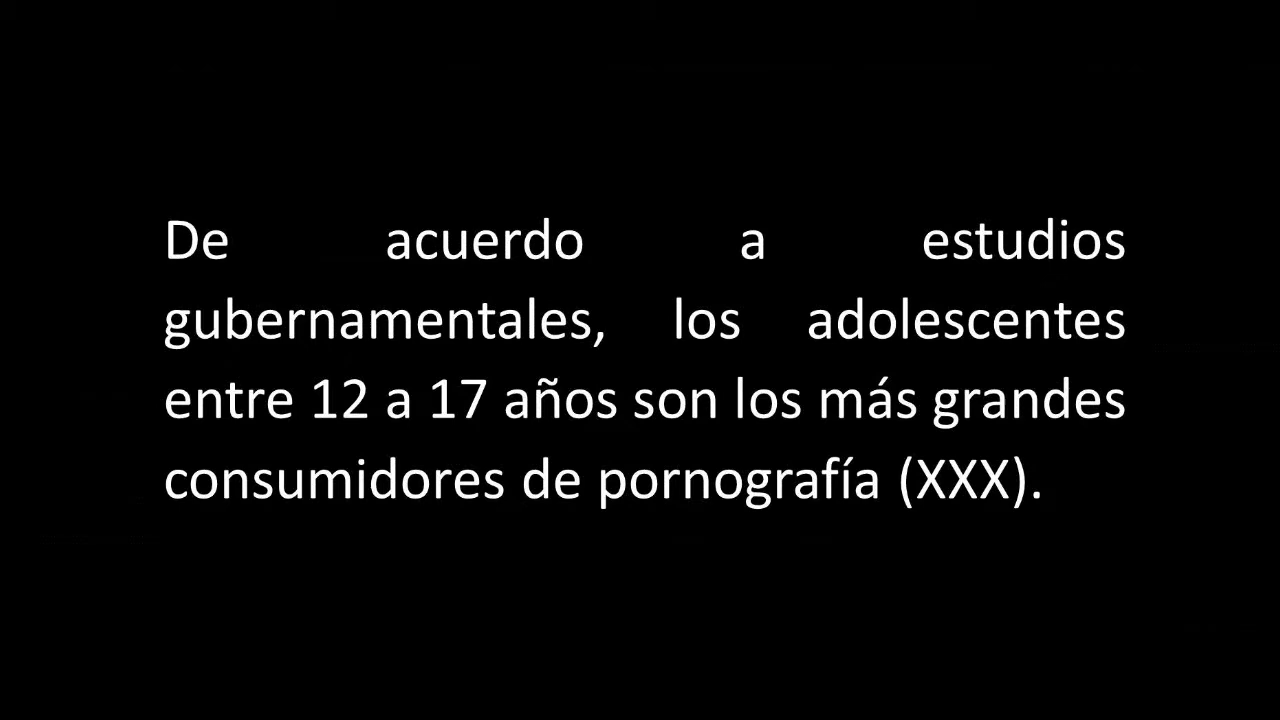 De acuerdo a estudios
gubernamentales, los adolescentes
entre 12 a 17 años son los más grandes
consumidores de pornografía (XXX).